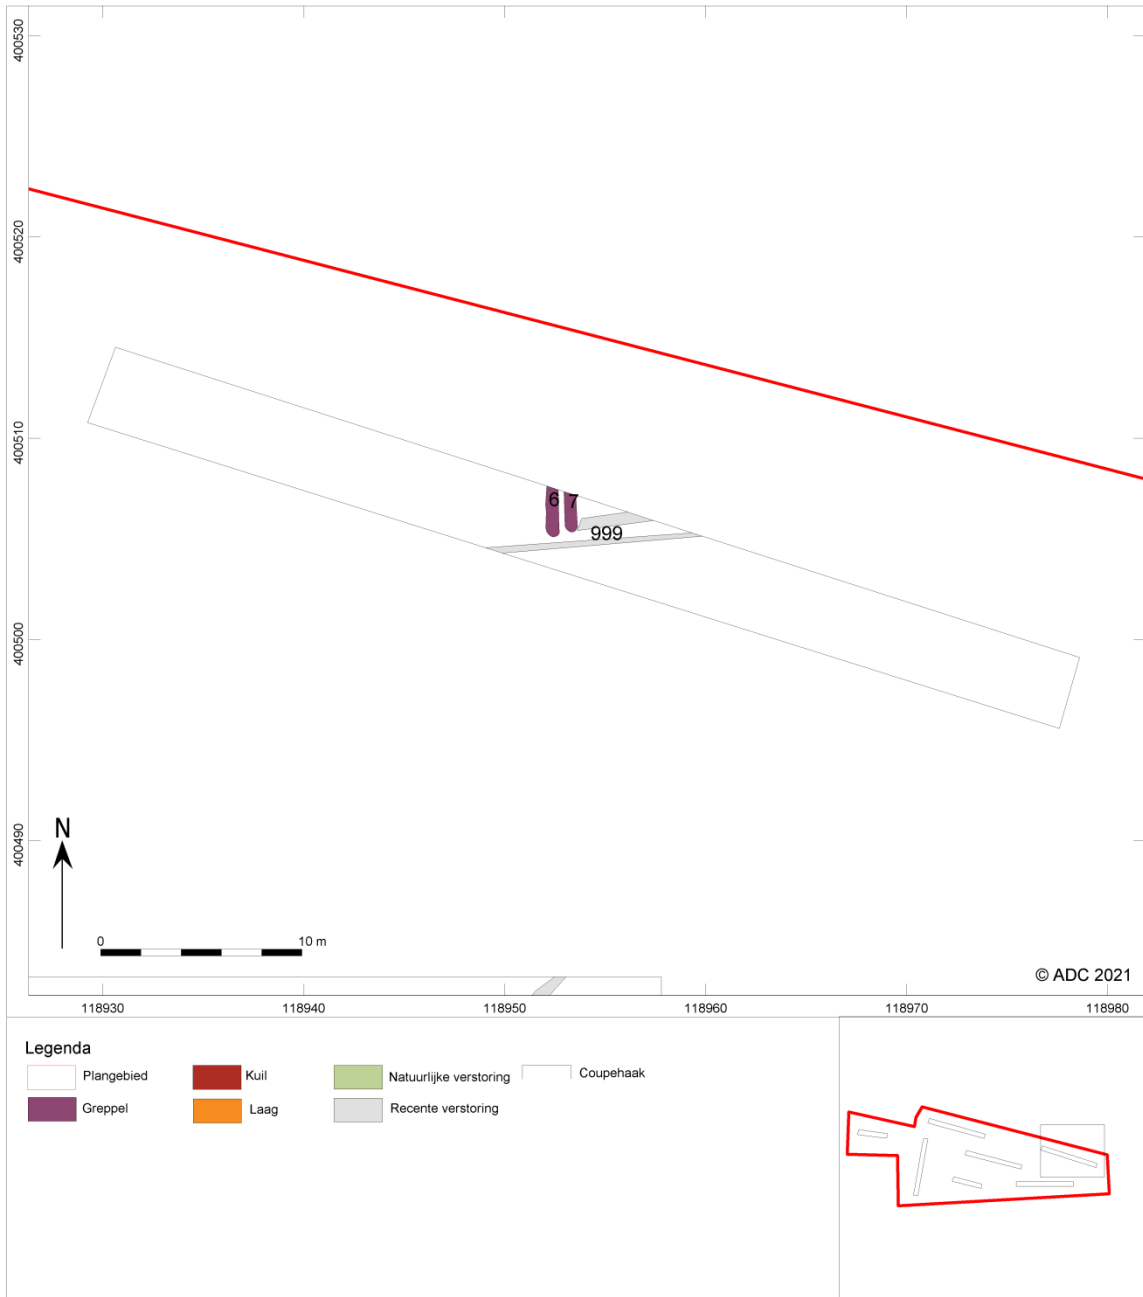 400530
400520
400510
400500
400490
6
7
999
N
0 10 m
© ADC 2021
118930 118940 118950 118960 118970 118980
Legenda
Plangebied Kuil Natuurlijke verstoring Coupehaak
Greppel Laag Recente verstoring